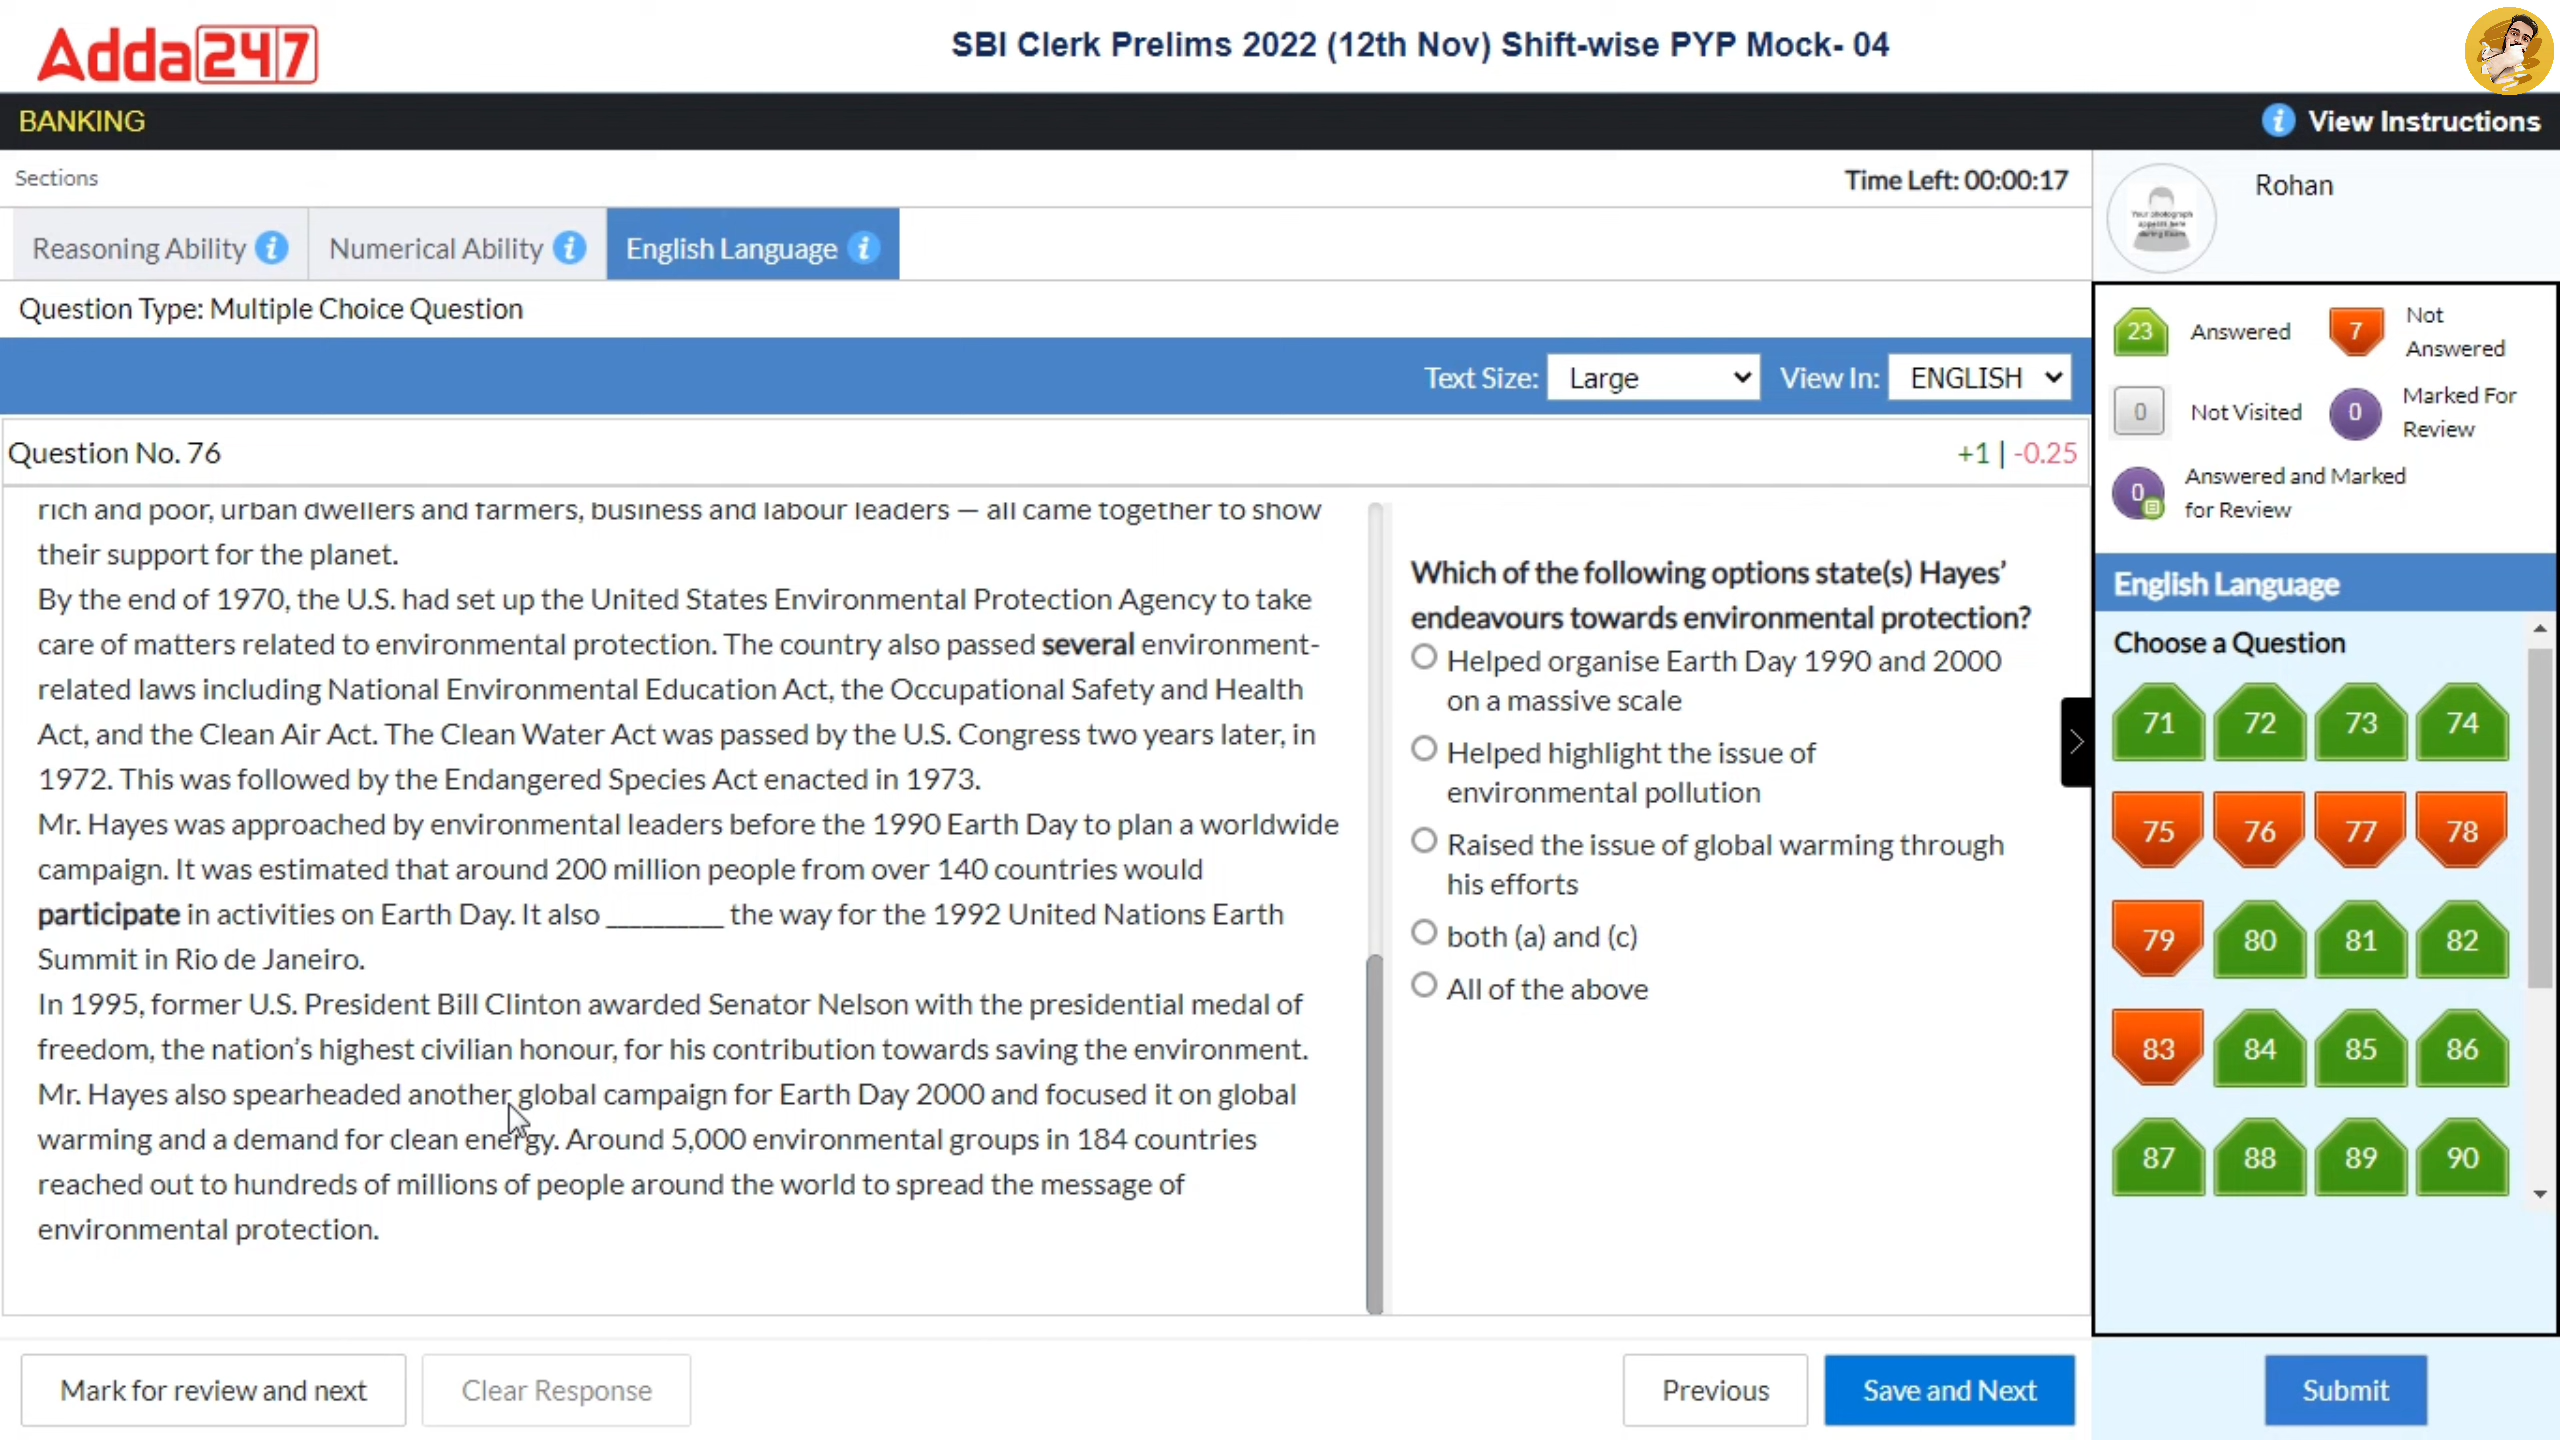 Adda247
SBI Clerk Prelims 2022 (12th Nov) Shift-wise PYP Mock- 04
BANKING
View Instructions
Sections
Time Left: 00:00:17
Rohan
Reasoning Ability
Numerical Ability
English Language
Question Type: Multiple Choice Question
Text Size: Large
View In: ENGLISH
Question No. 76
+1 | -0.25
rich and poor, urban dwellers and farmers, business and labour leaders — all came together to show
their support for the planet.
By the end of 1970, the U.S. had set up the United States Environmental Protection Agency to take
care of matters related to environmental protection. The country also passed several environment-
related laws including National Environmental Education Act, the Occupational Safety and Health
Act, and the Clean Air Act. The Clean Water Act was passed by the U.S. Congress two years later, in
1972. This was followed by the Endangered Species Act enacted in 1973.
Mr. Hayes was approached by environmental leaders before the 1990 Earth Day to plan a worldwide
campaign. It was estimated that around 200 million people from over 140 countries would
participate in activities on Earth Day. It also __________ the way for the 1992 United Nations Earth
Summit in Rio de Janeiro.
In 1995, former U.S. President Bill Clinton awarded Senator Nelson with the presidential medal of
freedom, the nation's highest civilian honour, for his contribution towards saving the environment.
Mr. Hayes also spearheaded another global campaign for Earth Day 2000 and focused it on global
warming and a demand for clean energy. Around 5,000 environmental groups in 184 countries
reached out to hundreds of millions of people around the world to spread the message of
environmental protection.
Which of the following options state(s) Hayes'
endeavours towards environmental protection?
Helped organise Earth Day 1990 and 2000
on a massive scale
Helped highlight the issue of
environmental pollution
Raised the issue of global warming through
his efforts
both (a) and (c)
All of the above
23 Answered
7 Not
Answered
0 Not Visited
0 Marked For
Review
0 Answered and Marked
for Review
English Language
Choose a Question
71 72 73 74
75 76 77 78
79 80 81 82
83 84 85 86
87 88 89 90
Mark for review and next
Clear Response
Previous
Save and Next
Submit